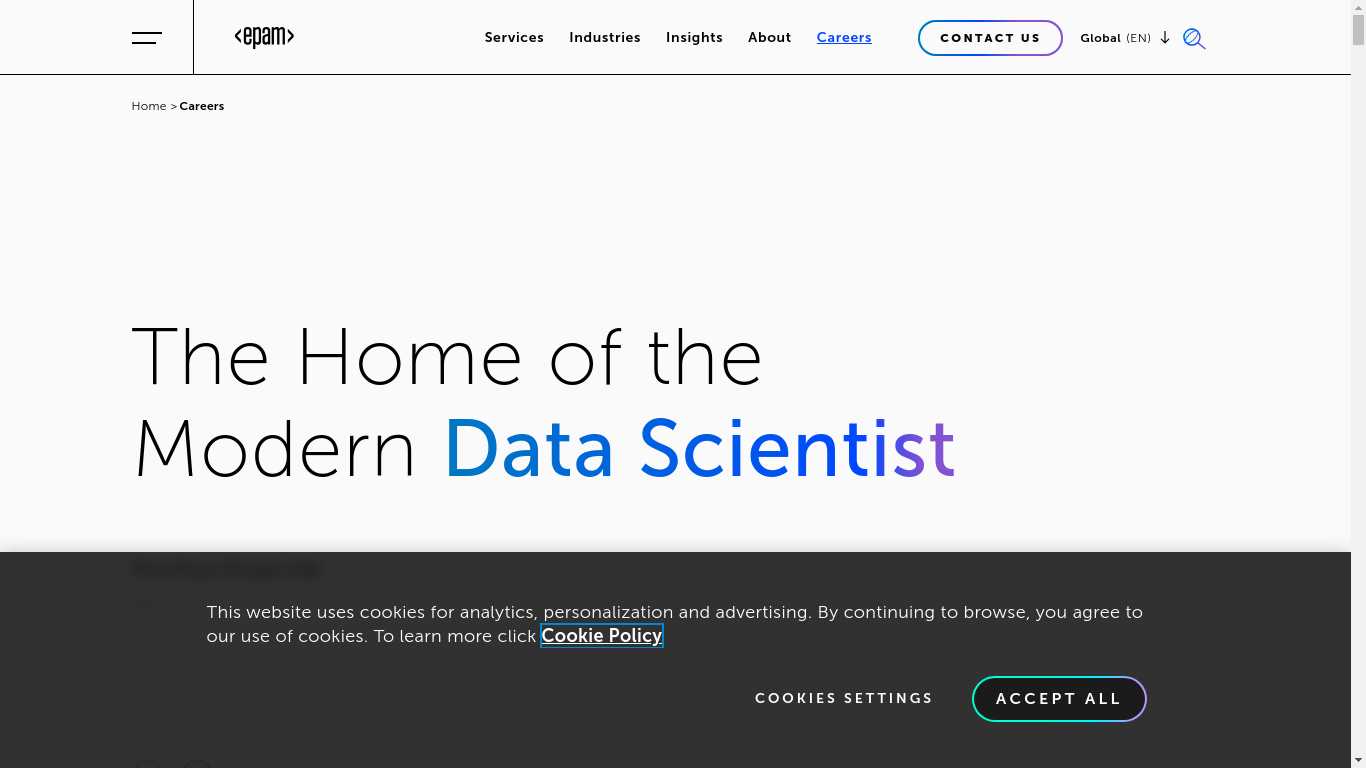 <epam>
Services
Industries
Insights
About
Careers
CONTACT US
Global (EN)
Home > Careers
The Home of the
Modern Data Scientist
This website uses cookies for analytics, personalization and advertising. By continuing to browse, you agree to
our use of cookies. To learn more click Cookie Policy
COOKIES SETTINGS
ACCEPT ALL